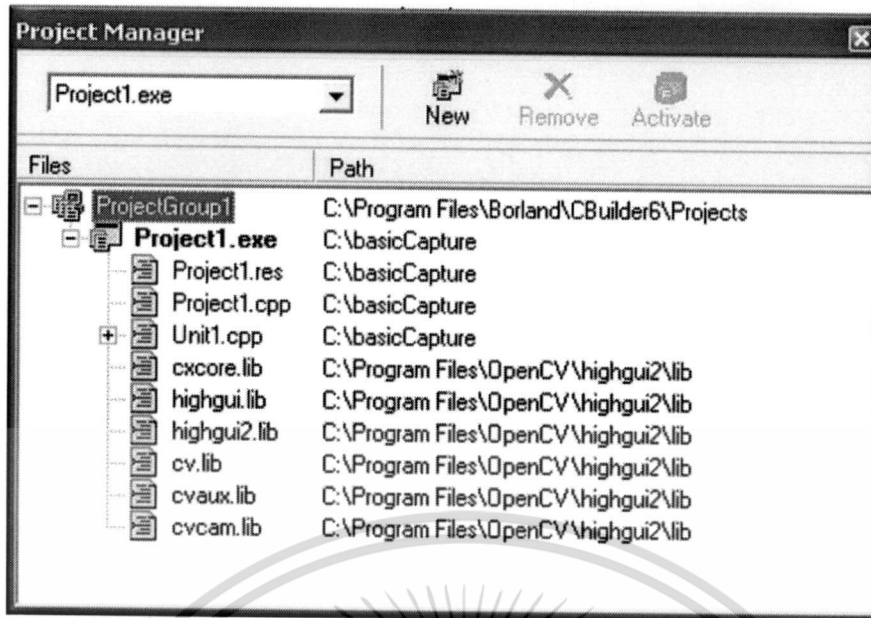 Project Manager
Project1.exe
New Remove Activate
Files Path
ProjectGroup1 C:\Program Files\Borland\CBuilder6\Projects
Project1.exe C:\basicCapture
Project1.res C:\basicCapture
Project1.cpp C:\basicCapture
Unit1.cpp C:\basicCapture
cxcore.lib C:\Program Files\OpenCV\highgui2\lib
highgui.lib C:\Program Files\OpenCV\highgui2\lib
highgui2.lib C:\Program Files\OpenCV\highgui2\lib
cv.lib C:\Program Files\OpenCV\highgui2\lib
cvaux.lib C:\Program Files\OpenCV\highgui2\lib
cvcam.lib C:\Program Files\OpenCV\highgui2\lib